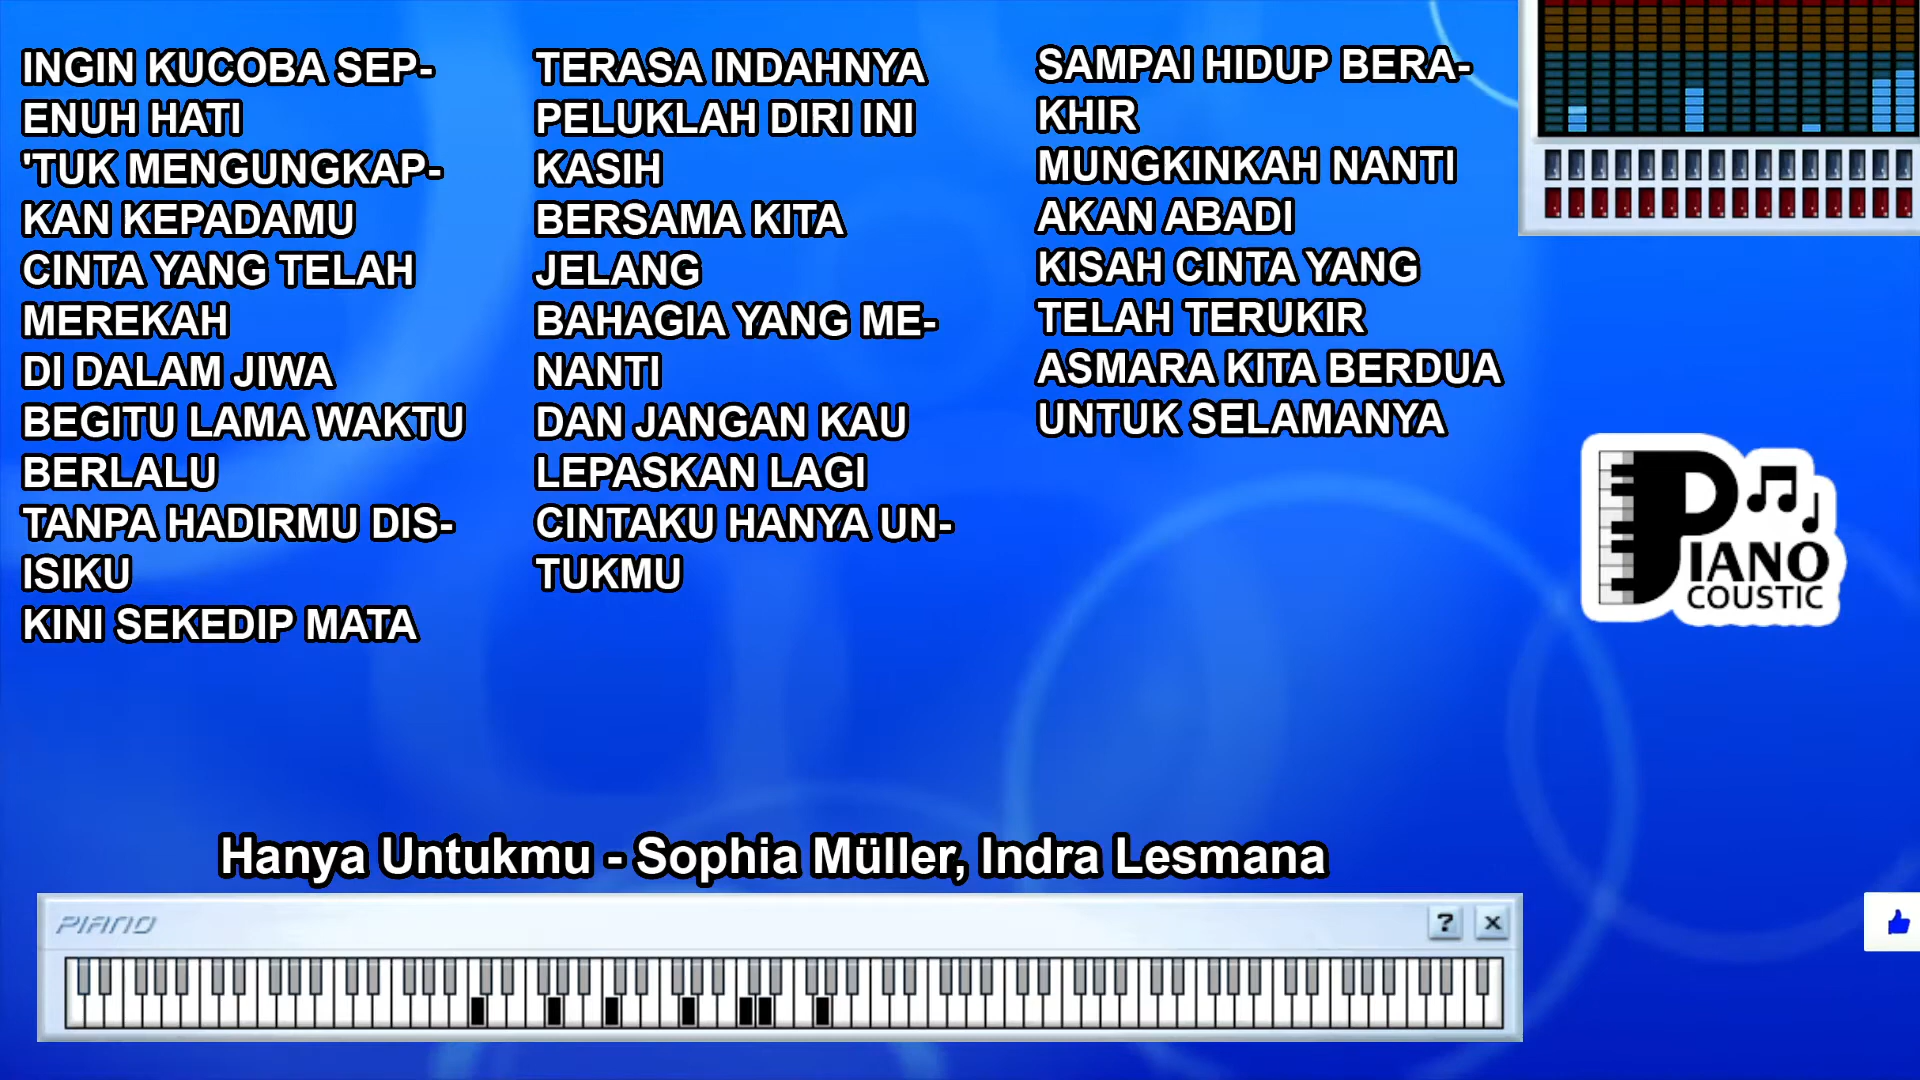 INGIN KUCOBA SEP-
ENUH HATI
'TUK MENGUNGKAP-
KAN KEPADAMU
CINTA YANG TELAH
MEREKAH
DI DALAM JIWA
BEGITU LAMA WAKTU
BERLALU
TANPA HADIRMU DIS-
ISIKU
KINI SEKEDIP MATA
TERASA INDAHNYA
PELUKLAH DIRI INI
KASIH
BERSAMA KITA
JELANG
BAHAGIA YANG ME-
NANTI
DAN JANGAN KAU
LEPASKAN LAGI
CINTAKU HANYA UN-
TUKMU
SAMPAI HIDUP BERA-
KHIR
MUNGKINKAH NANTI
AKAN ABADI
KISAH CINTA YANG
TELAH TERUKIR
ASMARA KITA BERDUA
UNTUK SELAMANYA
PIANO
COUSTIC
Hanya Untukmu - Sophia Müller, Indra Lesmana
PIANO
? X